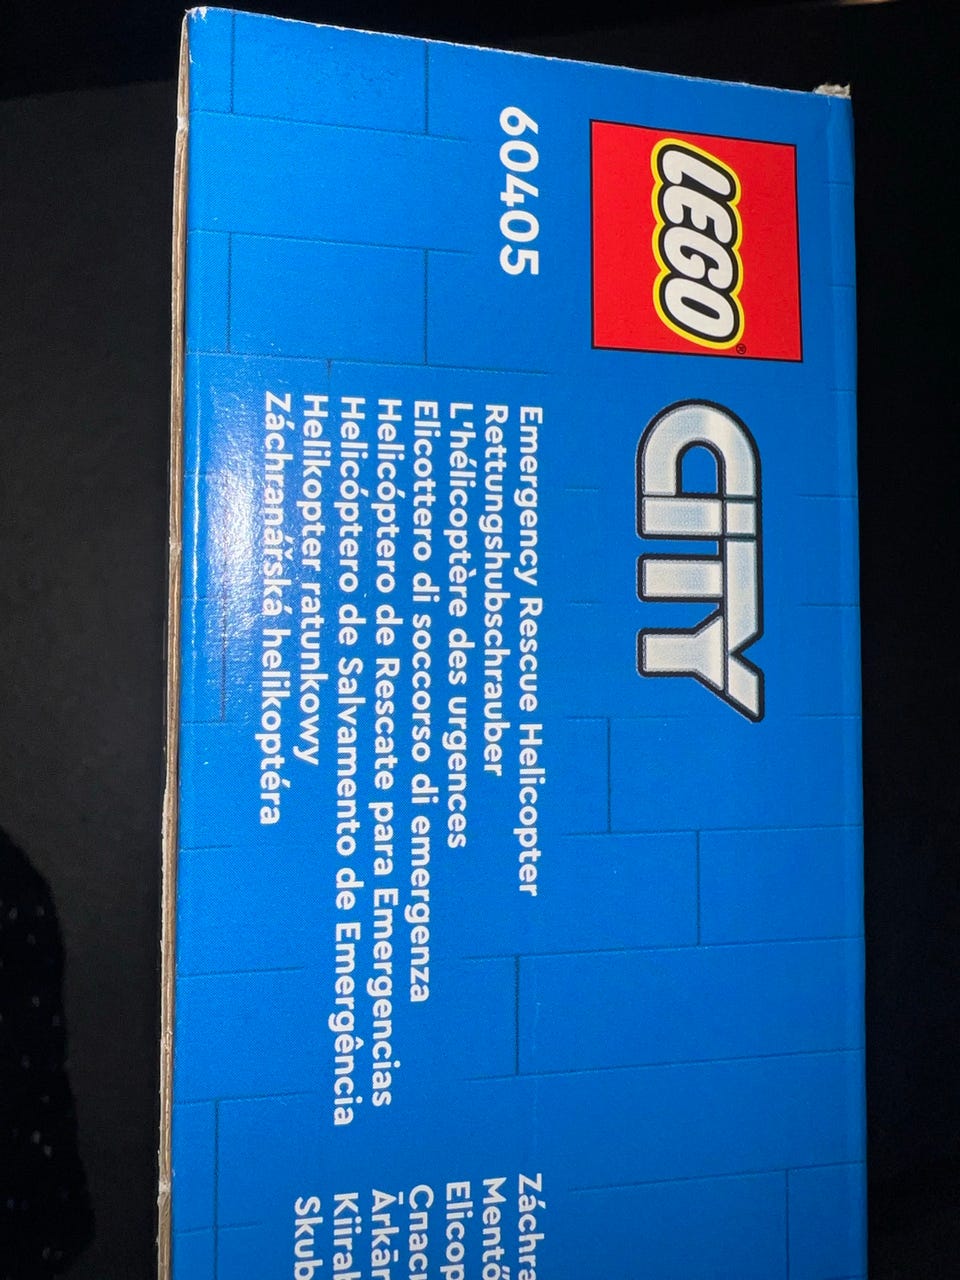 LEGO®
CITY
60405
Emergency Rescue Helicopter
Rettungshubschrauber
L'hélicoptère des urgences
Elicottero di soccorso di emergenza
Helicóptero de Rescate para Emergencias
Helicóptero de Salvamento de Emergência
Helikopter ratunkowy
Záchranářská helikoptéra